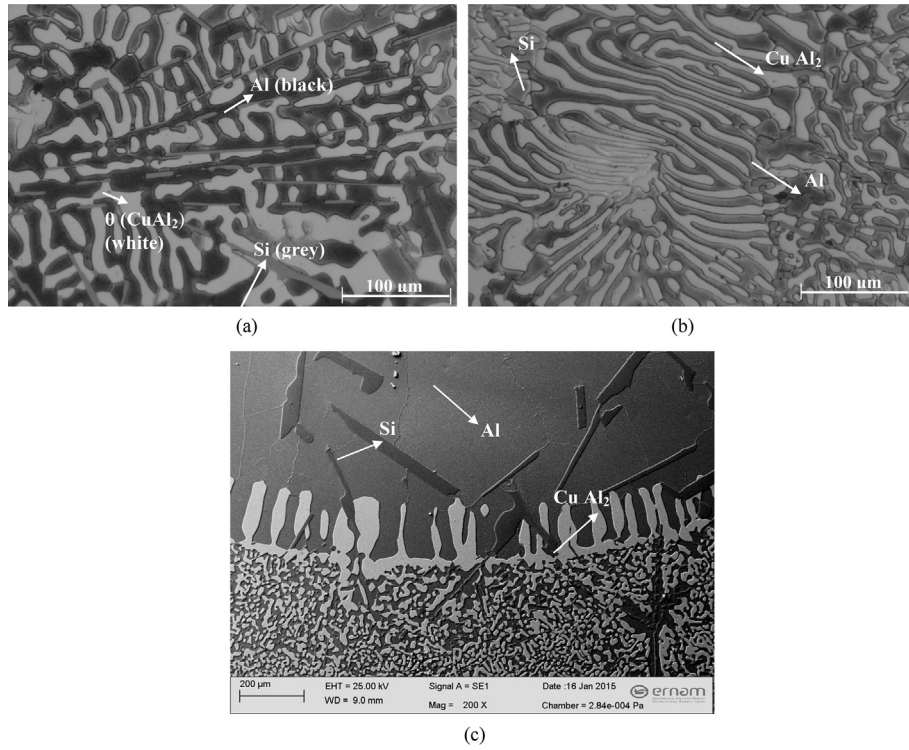 Al (black)
θ (CuAl₂)
(white)
Si (grey)
100 µm
(a)
Si
Cu Al₂
Al
100 µm
(b)
Si
Al
Cu Al₂
200 µm
EHT = 25.00 kV Signal A = SE1 Date :16 Jan 2015
WD = 9.0 mm Mag = 200 X Chamber = 2.84e-004 Pa
ernam
(c)